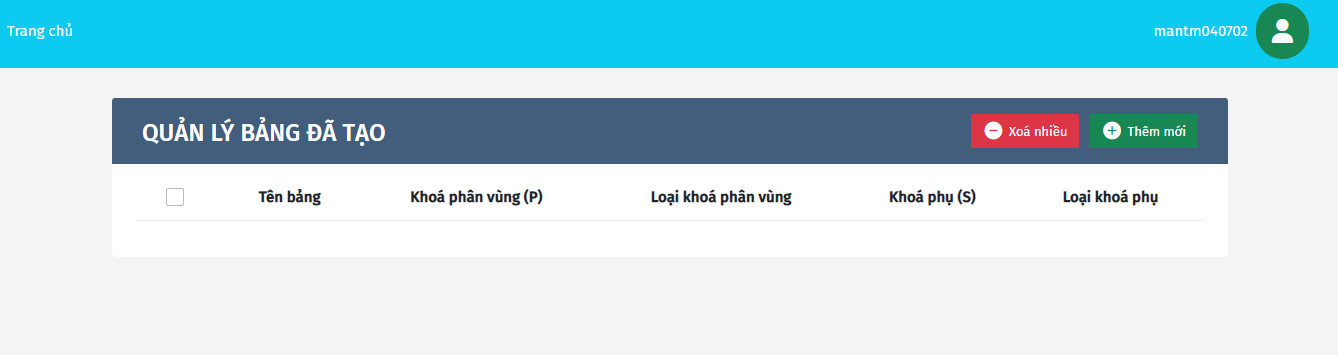 Trang chủ
mantm040702
QUẢN LÝ BẢNG ĐÃ TẠO
Xoá nhiều
Thêm mới
Tên bảng
Khoá phân vùng (P)
Loại khoá phân vùng
Khoá phụ (S)
Loại khoá phụ